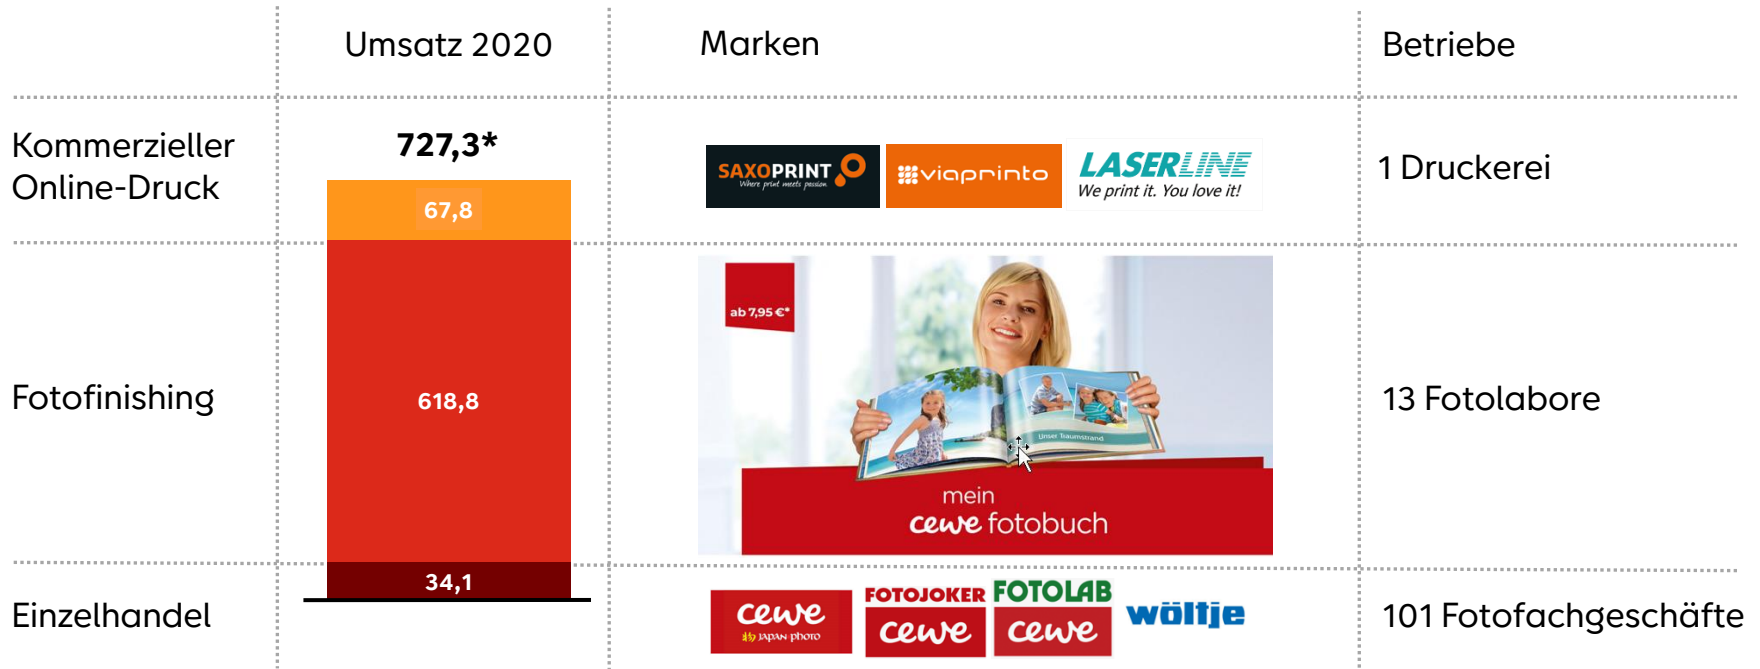 Umsatz 2020
Marken
Betriebe
Kommerzieller
Online-Druck
727,3*
67,8
SAXOPRINT
Where print meets passion.
viaprinto
LASERLINE
We print it. You love it!
1 Druckerei
Fotofinishing
618,8
ab 7,95 €*
Unser Traumstrand
mein
cewe fotobuch
13 Fotolabore
Einzelhandel
34,1
cewe
JAPAN PHOTO
FOTOJOKER
cewe
FOTOLAB
cewe
wöltje
101 Fotofachgeschäfte